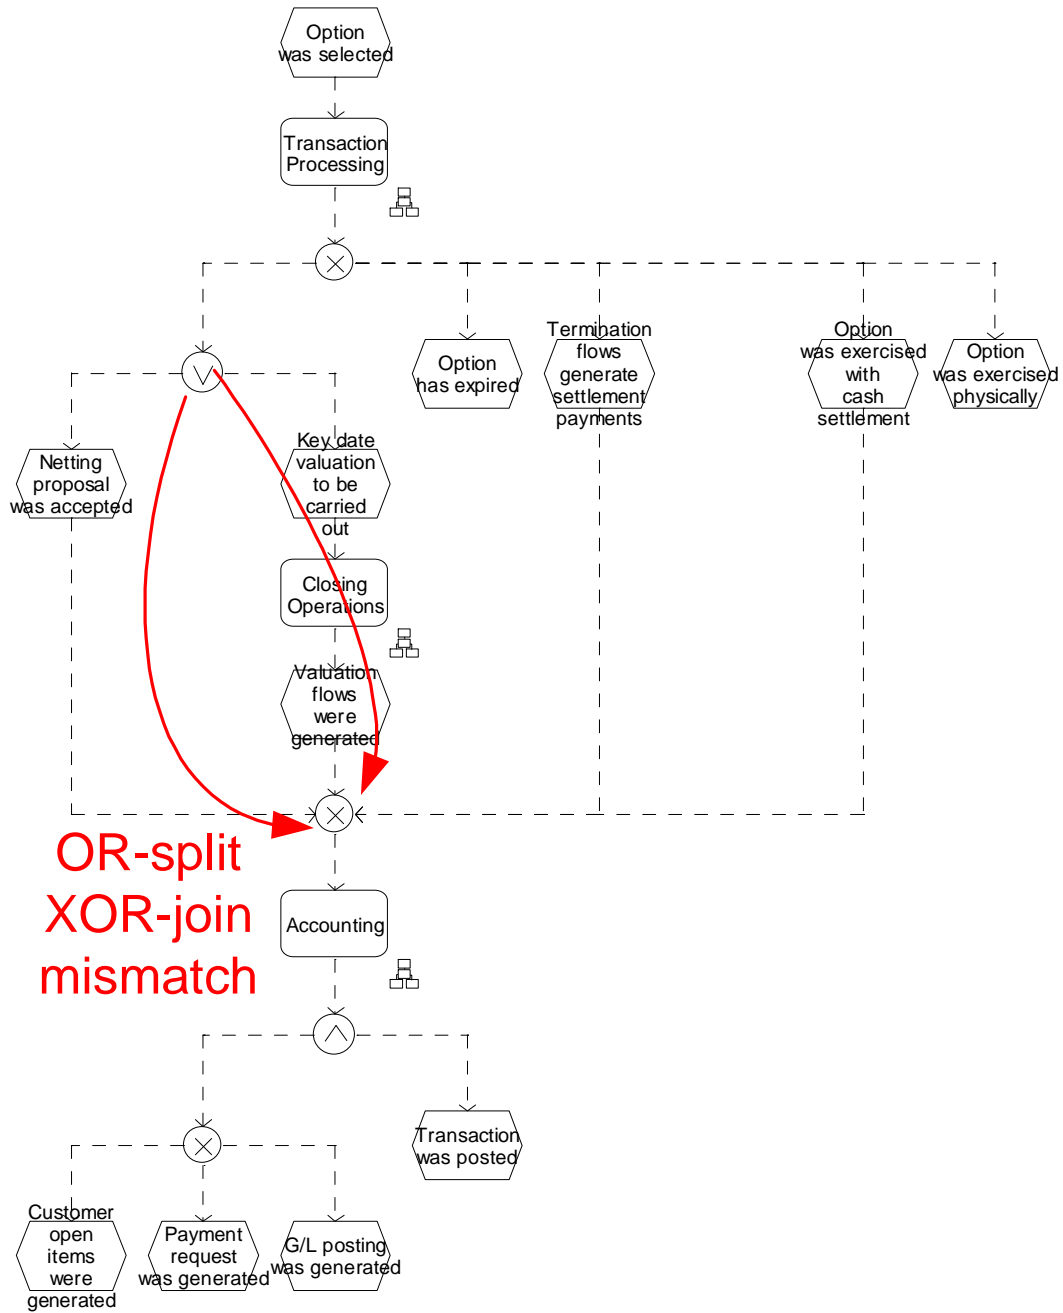 Option
was selected
Transaction
Processing
Option
has expired
Termination
flows
generate
settlement
payments
Option
was exercised
with
cash
settlement
Option
was exercised
physically
Netting
proposal
was accepted
Key date
valuation
to be
carried
out
Closing
Operations
Valuation
flows
were
generated
OR-split
XOR-join
mismatch
Accounting
Transaction
was posted
Customer
open
items
were
generated
Payment
request
was generated
G/L posting
was generated